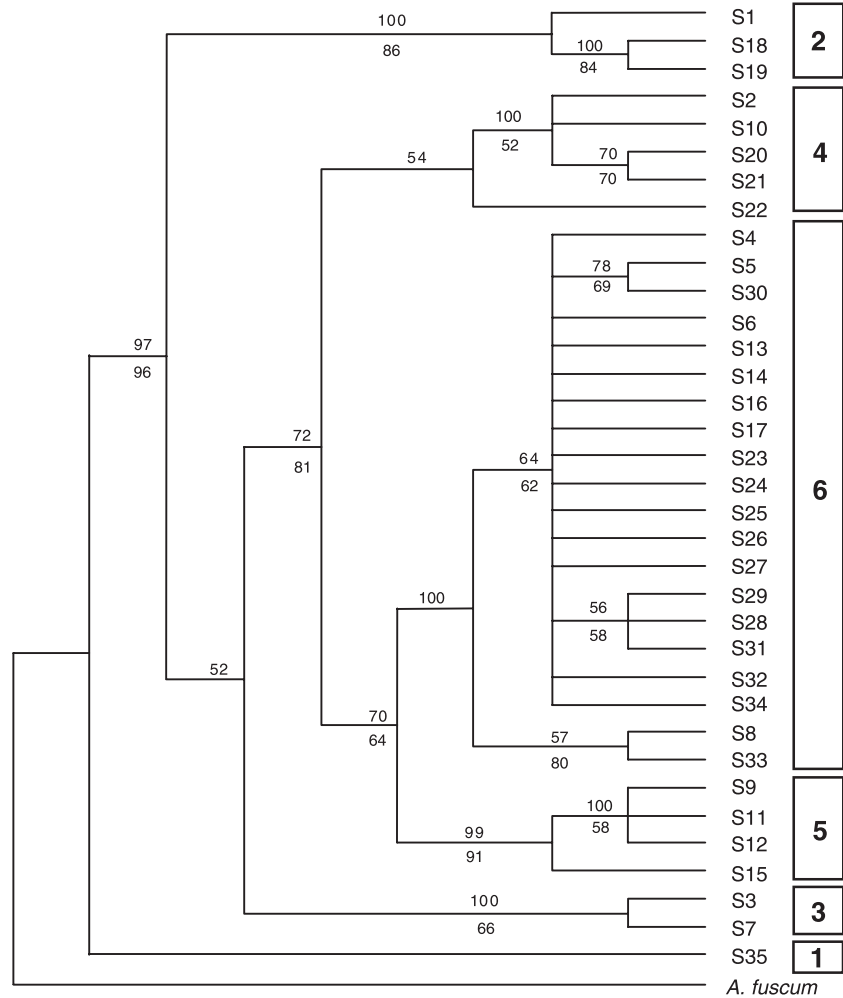 100
S1
2
86
100
S18
84
S19
S2
4
100
S10
52
54
70
S20
70
S21
S22
S4
6
78
S5
69
S30
S6
97
S13
96
S14
S16
72
S17
81
64
S23
62
S24
S25
S26
S27
100
56
S29
S28
58
S31
52
S32
S34
70
57
S8
64
80
S33
S9
5
100
S11
99
58
S12
91
S15
100
S3
3
66
S7
S35
1
A. fuscum